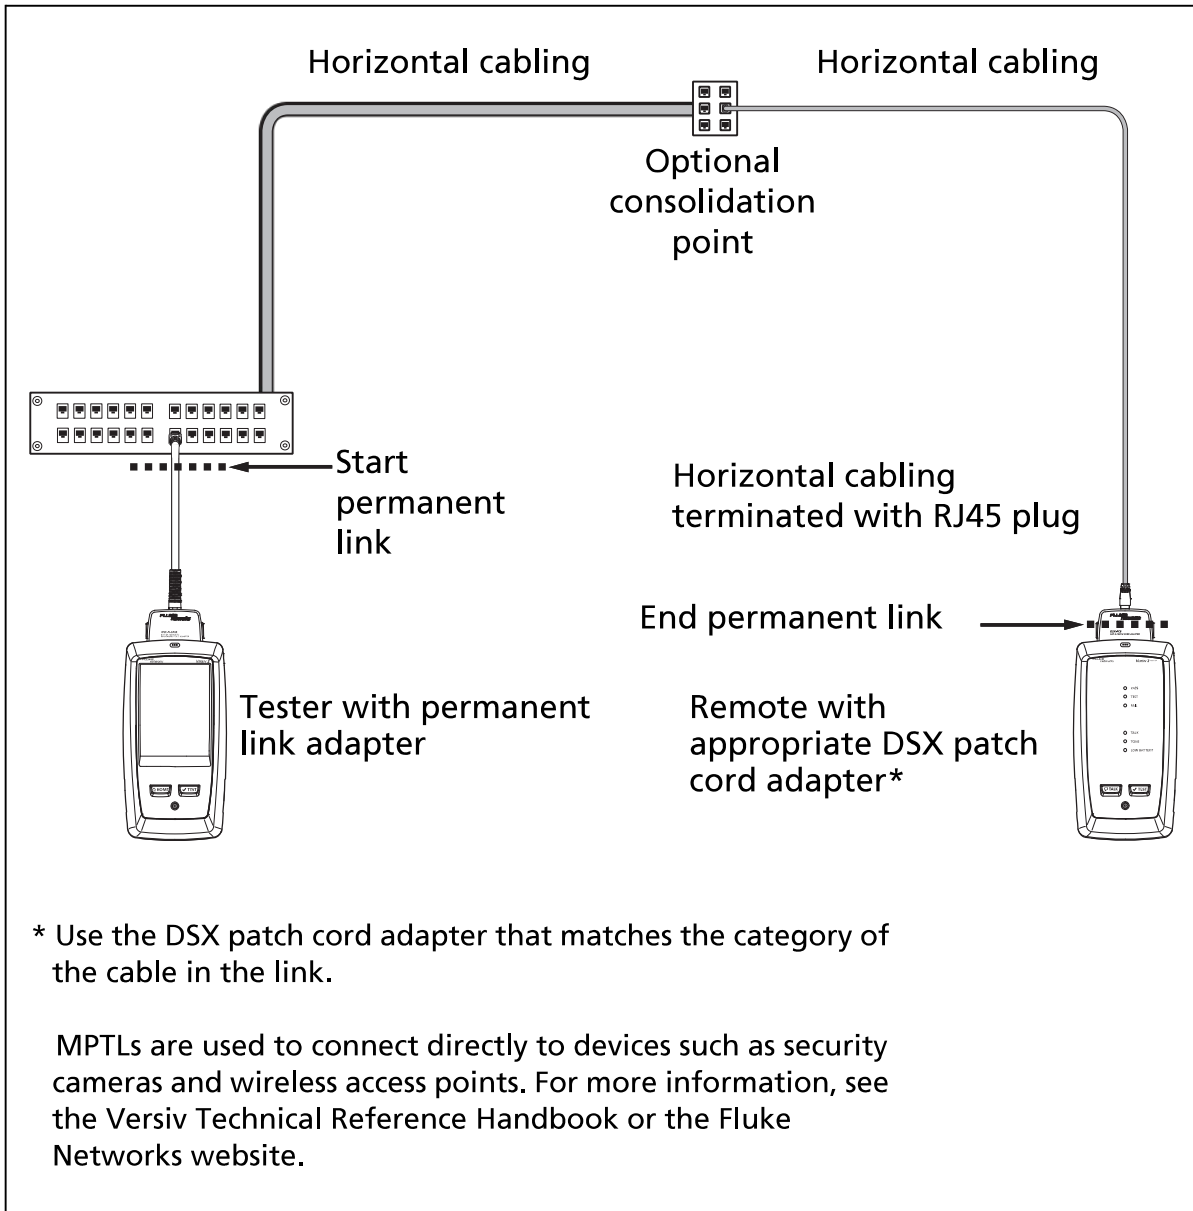 Horizontal cabling
Horizontal cabling
Optional
consolidation
point
Start
permanent
link
Horizontal cabling
terminated with RJ45 plug
End permanent link
Tester with permanent
link adapter
Remote with
appropriate DSX patch
cord adapter*
HOME
TEST
TALK
TEST
* Use the DSX patch cord adapter that matches the category of
the cable in the link.
MPTLs are used to connect directly to devices such as security
cameras and wireless access points. For more information, see
the Versiv Technical Reference Handbook or the Fluke
Networks website.